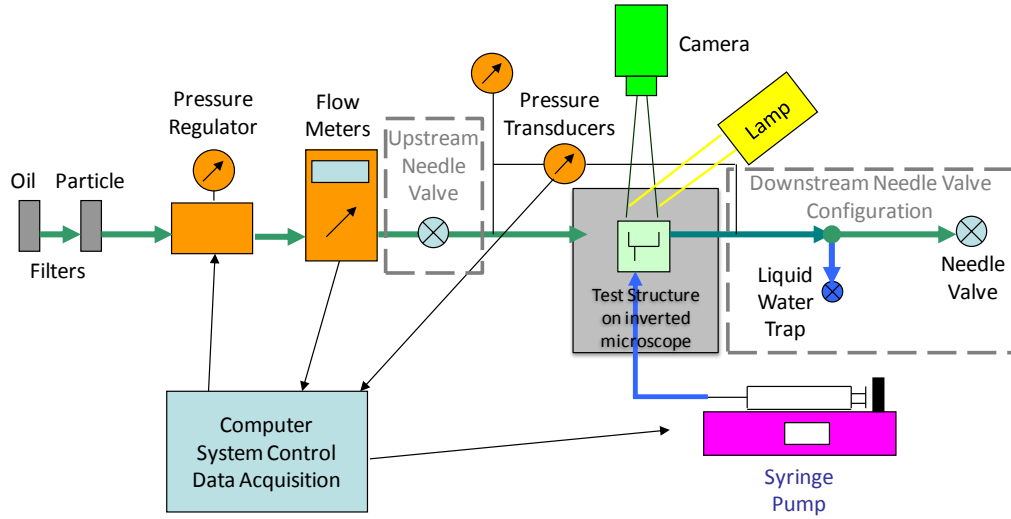 Camera
Pressure
Regulator
Flow
Meters
Pressure
Transducers
Lamp
Upstream
Needle
Valve
Oil
Particle
Filters
Downstream Needle Valve
Configuration
Liquid
Water
Trap
Needle
Valve
Test Structure
on inverted
microscope
Computer
System Control
Data Acquisition
Syringe
Pump